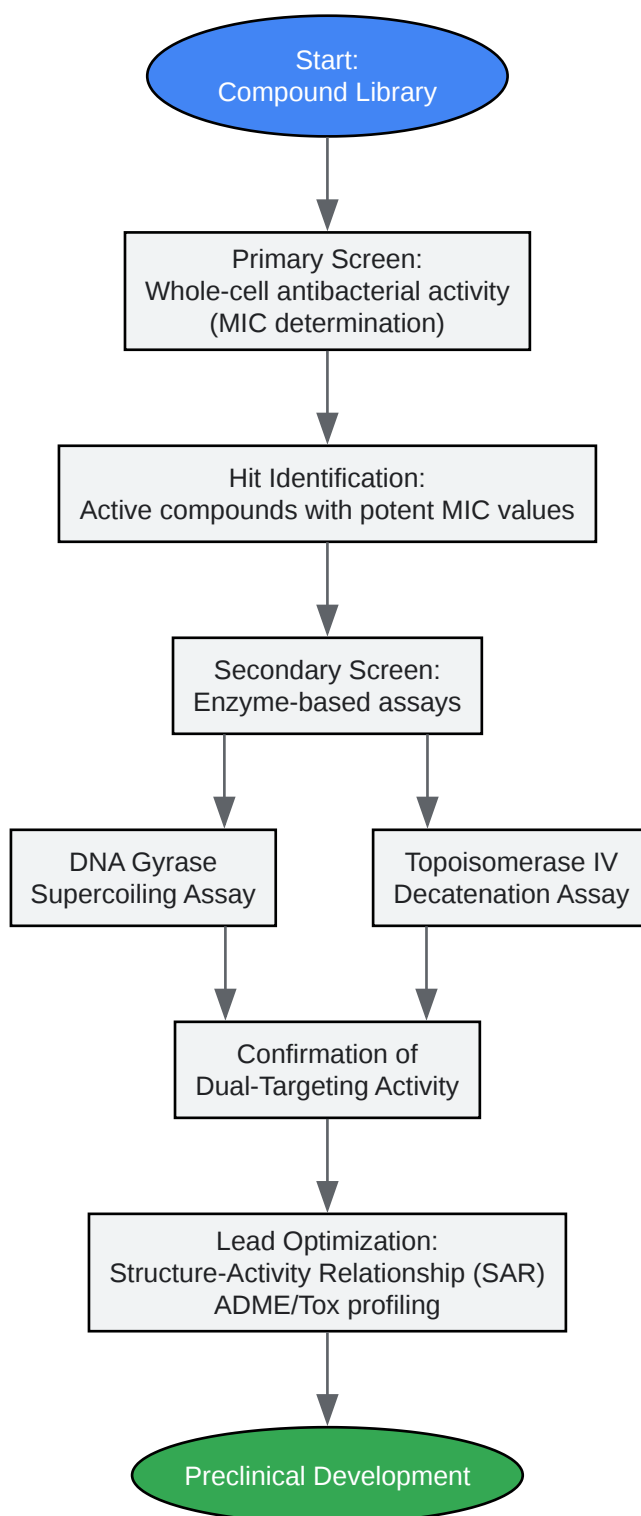 Start:
Compound Library
Primary Screen:
Whole-cell antibacterial activity
(MIC determination)
Hit Identification:
Active compounds with potent MIC values
Secondary Screen:
Enzyme-based assays
DNA Gyrase
Supercoiling Assay
Topoisomerase IV
Decatenation Assay
Confirmation of
Dual-Targeting Activity
Lead Optimization:
Structure-Activity Relationship (SAR)
ADME/Tox profiling
Preclinical Development